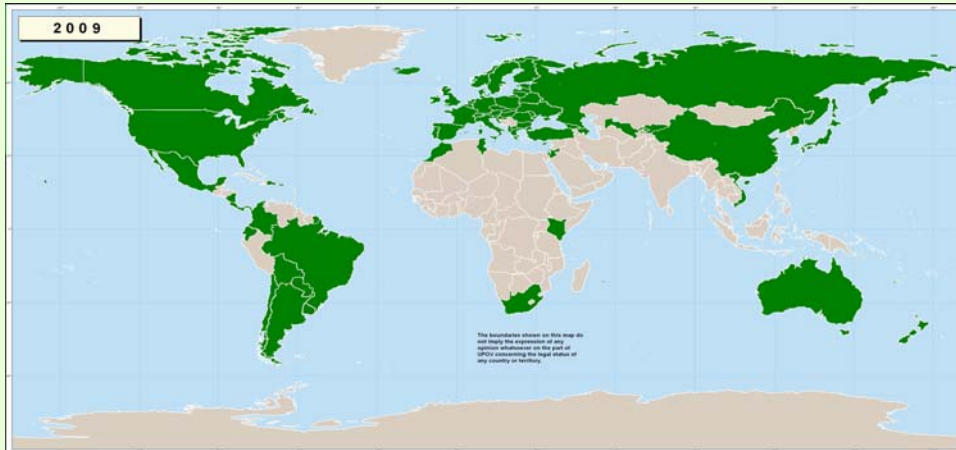 2009
The boundaries shown on this map do
not imply the expression of any
opinion whatsoever on the part of
UPOV concerning the legal status of
any country or territory.